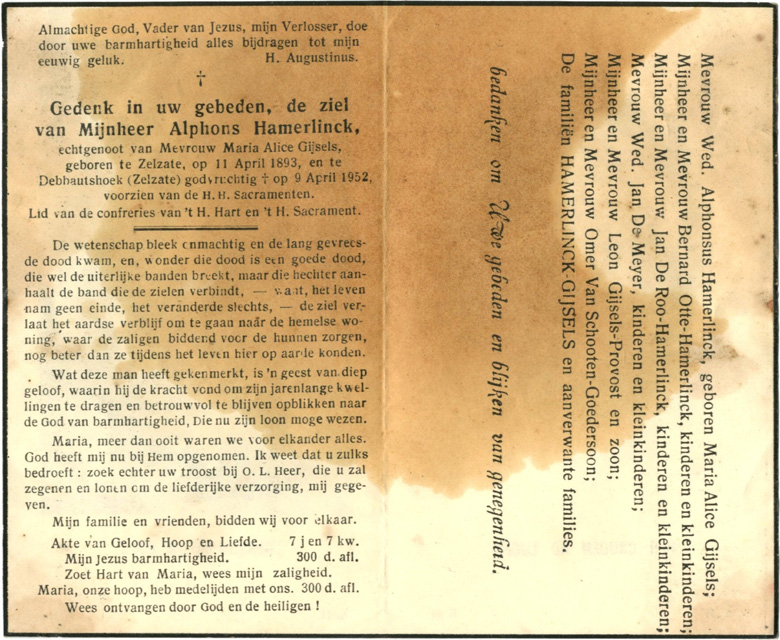 Almachtige God, Vader van Jezus, mijn Verlosser, doe
door uwe barmhartigheid alles bijdragen tot mijn
eeuwig geluk. H. Augustinus.
†
Gedenk in uw gebeden, de ziel
van Mijnheer Alphons Hamerlinck,
echtgenoot van Mevrouw Maria Alice Gijsels,
geboren te Zelzate, op 11 April 1893, en te
Debbautshoek (Zelzate) godvruchtig † op 9 April 1952,
voorzien van de H. H. Sacramenten.
Lid van de confreries van 't H. Hart en 't H. Sacrament.
De wetenschap bleek onmachtig en de lang gevrees-
de dood kwam, en, wonder die dood is een goede dood,
die wel de uiterlijke banden breekt, maar die hechter aan-
haalt de band die de zielen verbindt, — want, het leven
nam geen einde, het veranderde slechts, — de ziel ver-
laat het aardse verblijf om te gaan naar de hemelse wo-
ning, waar de zaligen biddend voor de hunnen zorgen,
nog beter dan ze tijdens het leven hier op aarde konden.
Wat deze man heeft gekenmerkt, is 'n geest van diep
geloof, waarin hij de kracht vond om zijn jarenlange kwel-
lingen te dragen en betrouwvol te blijven opblikken naar
de God van barmhartigheid, Die nu zijn loon moge wezen.
Maria, meer dan ooit waren we voor elkander alles.
God heeft mij nu bij Hem opgenomen. Ik weet dat u zulks
bedroeft : zoek echter uw troost bij O. L. Heer, die u zal
zegenen en lonen om de liefderijke verzorging, mij gege-
ven.
Mijn familie en vrienden, bidden wij voor elkaar.
Akte van Geloof, Hoop en Liefde. 7 j en 7 kw.
Mijn Jezus barmhartigheid. 300 d. afl.
Zoet Hart van Maria, wees mijn zaligheid.
Maria, onze hoop, heb medelijden met ons. 300 d. afl.
Wees ontvangen door God en de heiligen !
Mevrouw Wed. Alphonsus Hamerlinck, geboren Maria Alice Gijsels;
Mijnheer en Mevrouw Bernard Otte-Hamerlinck, kinderen en kleinkinderen;
Mijnheer en Mevrouw Jan De Roo-Hamerlinck, kinderen en kleinkinderen;
Mevrouw Wed. Jan De Meyer, kinderen en kleinkinderen;
Mijnheer en Mevrouw Leon Gijsels-Provost en zoon;
Mijnheer en Mevrouw Omer Van Schooten-Goedersoon;
De familiën HAMERLINCK-GIJSELS en aanverwante families.
bedanken om Uwe gebeden en blijken van genegenheid.